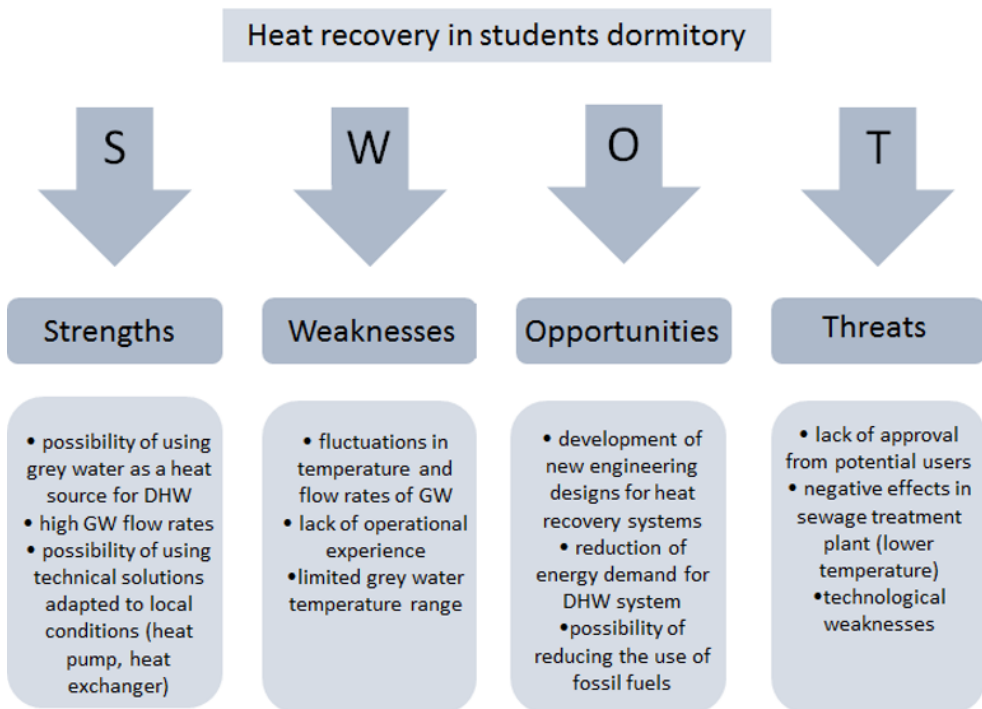 Heat recovery in students dormitory
S
W
O
T
Strengths
Weaknesses
Opportunities
Threats
• possibility of using
grey water as a heat
source for DHW
• high GW flow rates
• possibility of using
technical solutions
adapted to local
conditions (heat
pump, heat
exchanger)
• fluctuations in
temperature and
flow rates of GW
• lack of operational
experience
•limited grey water
temperature range
• development of
new engineering
designs for heat
recovery systems
• reduction of
energy demand for
DHW system
•possibility of
reducing the use of
fossil fuels
• lack of approval
from potential users
• negative effects in
sewage treatment
plant (lower
temperature)
•technological
weaknesses